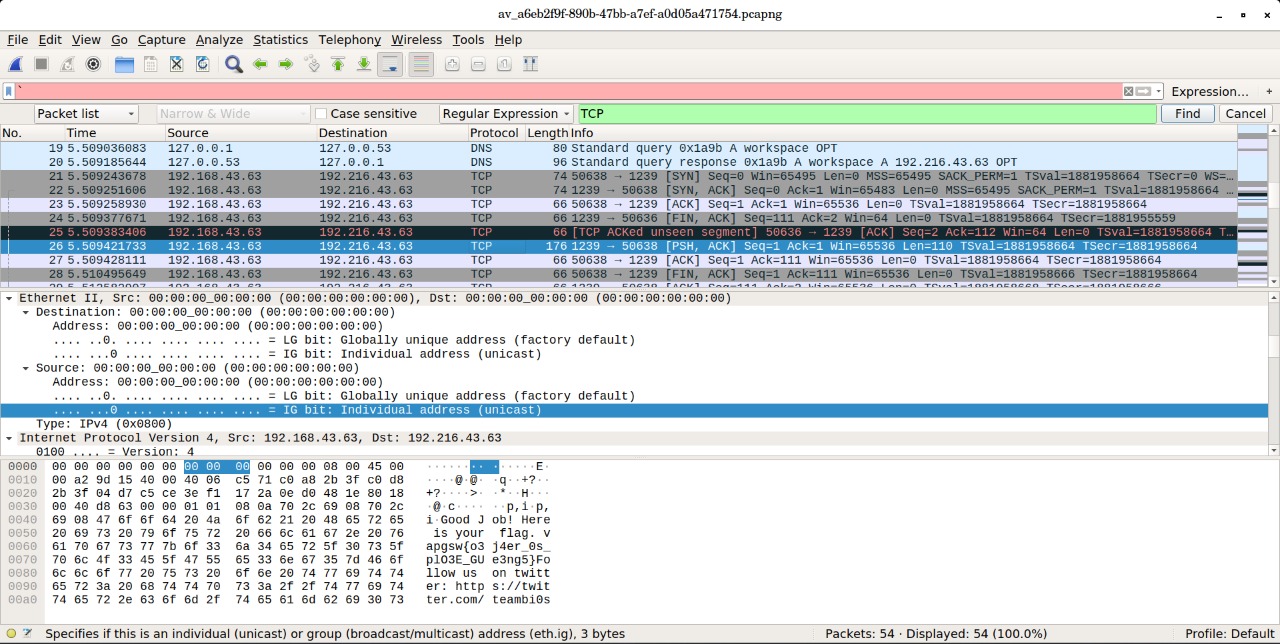 av_a6eb2f9f-890b-47bb-a7ef-a0d05a471754.pcapng
File Edit View Go Capture Analyze Statistics Telephony Wireless Tools Help
` Expression… +
Packet list Narrow & Wide Case sensitive Regular Expression TCP Find Cancel
No. Time Source Destination Protocol Length Info
19 5.509036083 127.0.0.1 127.0.0.53 DNS 80 Standard query 0x1a9b A workspace OPT
20 5.509185644 127.0.0.53 127.0.0.1 DNS 96 Standard query response 0x1a9b A workspace A 192.216.43.63 OPT
21 5.509243678 192.168.43.63 192.216.43.63 TCP 74 50638 → 1239 [SYN] Seq=0 Win=65495 Len=0 MSS=65495 SACK_PERM=1 TSval=1881958664 TSecr=0 WS=…
22 5.509251606 192.168.43.63 192.216.43.63 TCP 74 1239 → 50638 [SYN, ACK] Seq=0 Ack=1 Win=65483 Len=0 MSS=65495 SACK_PERM=1 TSval=1881958664 …
23 5.509258930 192.168.43.63 192.216.43.63 TCP 66 50638 → 1239 [ACK] Seq=1 Ack=1 Win=65536 Len=0 TSval=1881958664 TSecr=1881958664
24 5.509377671 192.168.43.63 192.216.43.63 TCP 66 1239 → 50636 [FIN, ACK] Seq=111 Ack=2 Win=64 Len=0 TSval=1881958664 TSecr=1881955559
25 5.509383406 192.168.43.63 192.216.43.63 TCP 66 [TCP ACKed unseen segment] 50636 → 1239 [ACK] Seq=2 Ack=112 Win=64 Len=0 TSval=1881958664 T…
26 5.509421733 192.168.43.63 192.216.43.63 TCP 176 1239 → 50638 [PSH, ACK] Seq=1 Ack=1 Win=65536 Len=110 TSval=1881958664 TSecr=1881958664
27 5.509428111 192.168.43.63 192.216.43.63 TCP 66 50638 → 1239 [ACK] Seq=1 Ack=111 Win=65536 Len=0 TSval=1881958664 TSecr=1881958664
28 5.510495649 192.168.43.63 192.216.43.63 TCP 66 50638 → 1239 [FIN, ACK] Seq=1 Ack=111 Win=65536 Len=0 TSval=1881958666 TSecr=1881958664
Ethernet II, Src: 00:00:00_00:00:00 (00:00:00:00:00:00), Dst: 00:00:00_00:00:00 (00:00:00:00:00:00)
Destination: 00:00:00_00:00:00 (00:00:00:00:00:00)
Address: 00:00:00_00:00:00 (00:00:00:00:00:00)
.... ..0. .... .... .... .... = LG bit: Globally unique address (factory default)
.... ...0 .... .... .... .... = IG bit: Individual address (unicast)
Source: 00:00:00_00:00:00 (00:00:00:00:00:00)
Address: 00:00:00_00:00:00 (00:00:00:00:00:00)
.... ..0. .... .... .... .... = LG bit: Globally unique address (factory default)
.... ...0 .... .... .... .... = IG bit: Individual address (unicast)
Type: IPv4 (0x0800)
Internet Protocol Version 4, Src: 192.168.43.63, Dst: 192.216.43.63
0100 .... = Version: 4
0000 00 00 00 00 00 00 00 00 00 00 00 00 08 00 45 00 ········ ······E·
0010 00 a2 9d 15 40 00 40 06 c5 71 c0 a8 2b 3f c0 d8 ····@·@· ·q··+?··
0020 2b 3f 04 d7 c5 ce 3e f1 17 2a 0e d0 48 1e 80 18 +?····>· ·*··H···
0030 00 40 d8 63 00 00 01 01 08 0a 70 2c 69 08 70 2c ·@·c···· ··p,i·p,
0040 69 08 47 6f 6f 64 20 4a 6f 62 21 20 48 65 72 65 i·Good J ob! Here
0050 20 69 73 20 79 6f 75 72 20 66 6c 61 67 2e 20 76 is your flag. v
0060 61 70 67 73 77 7b 6f 33 6a 34 65 72 5f 30 73 5f apgsw{o3 j4er_0s_
0070 70 6c 4f 33 45 5f 47 55 65 33 6e 67 35 7d 46 6f plO3E_GU e3ng5}Fo
0080 6c 6c 6f 77 20 75 73 20 6f 6e 20 74 77 69 74 74 llow us on twitt
0090 65 72 3a 20 68 74 74 70 73 3a 2f 2f 74 77 69 74 er: http s://twit
00a0 74 65 72 2e 63 6f 6d 2f 74 65 61 6d 62 69 30 73 ter.com/ teambi0s
Specifies if this is an individual (unicast) or group (broadcast/multicast) address (eth.ig), 3 bytes Packets: 54 · Displayed: 54 (100.0%) Profile: Default